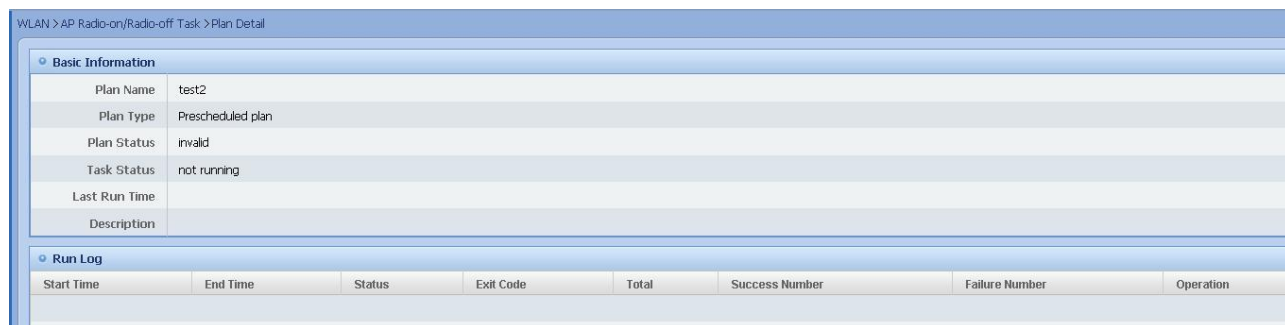 WLAN > AP Radio-on/Radio-off Task > Plan Detail
Basic Information
Plan Name test2
Plan Type Prescheduled plan
Plan Status invalid
Task Status not running
Last Run Time
Description
Run Log
Start Time End Time Status Exit Code Total Success Number Failure Number Operation